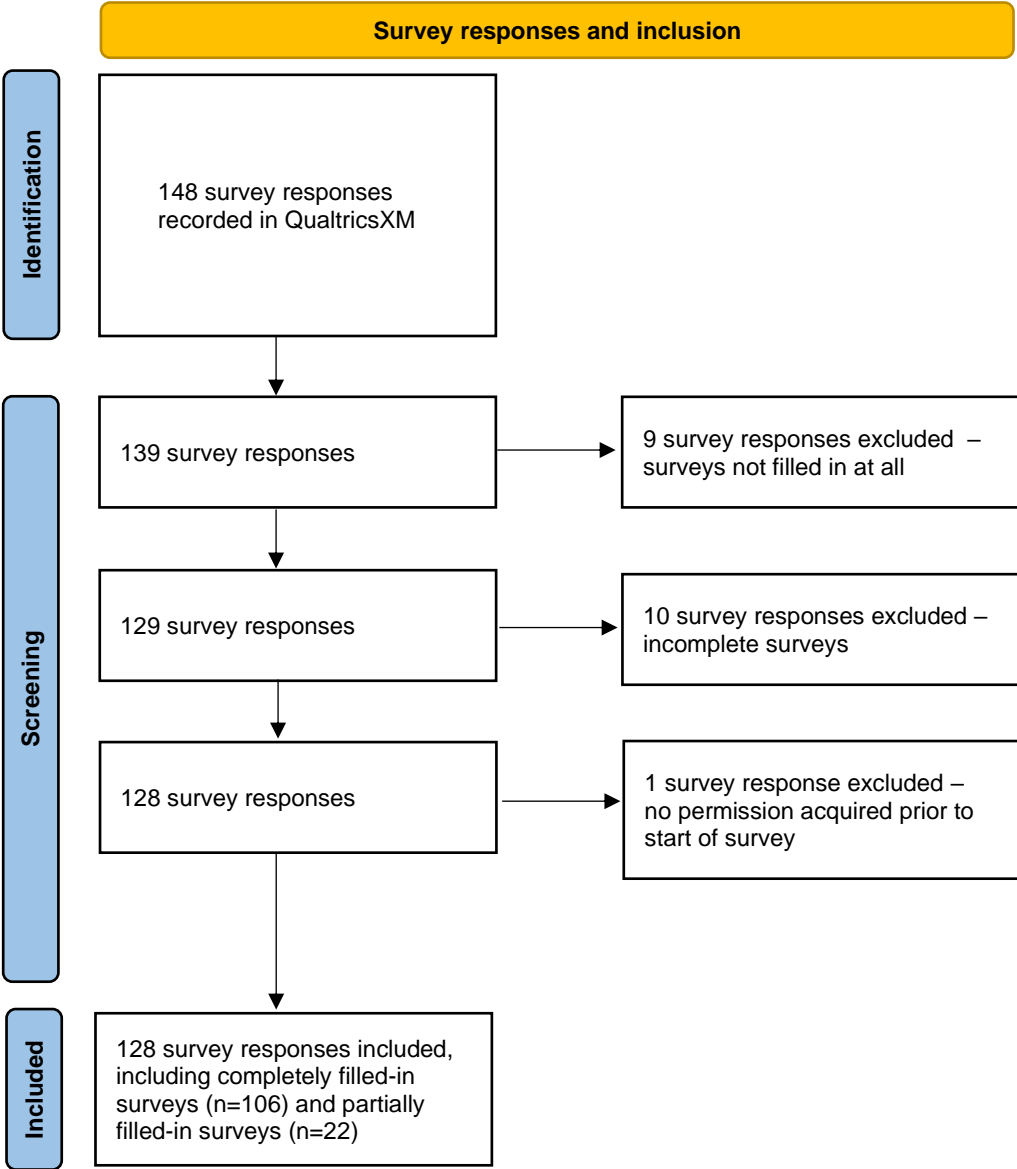 Survey responses and inclusion
Identification
148 survey responses
recorded in QualtricsXM
Screening
139 survey responses
9 survey responses excluded –
surveys not filled in at all
129 survey responses
10 survey responses excluded –
incomplete surveys
128 survey responses
1 survey response excluded –
no permission acquired prior to
start of survey
Included
128 survey responses included,
including completely filled-in
surveys (n=106) and partially
filled-in surveys (n=22)